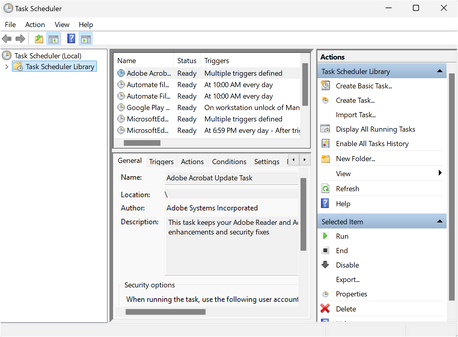 Task Scheduler
File Action View Help
Task Scheduler (Local)
Task Scheduler Library
Name Status Triggers
Adobe Acrob... Ready Multiple triggers defined
Automate fil... Ready At 10:00 AM every day
Automate Fil... Ready At 10:00 AM every day
Google Play ... Ready On workstation unlock of Man
MicrosoftEd... Ready Multiple triggers defined
MicrosoftEd... Ready At 6:59 PM every day - After trig
General Triggers Actions Conditions Settings
Name: Adobe Acrobat Update Task
Location: \
Author: Adobe Systems Incorporated
Description: This task keeps your Adobe Reader and Ac
enhancements and security fixes
Security options
When running the task, use the following user account
Actions
Task Scheduler Library
Create Basic Task...
Create Task...
Import Task...
Display All Running Tasks
Enable All Tasks History
New Folder...
View
Refresh
Help
Selected Item
Run
End
Disable
Export...
Properties
Delete